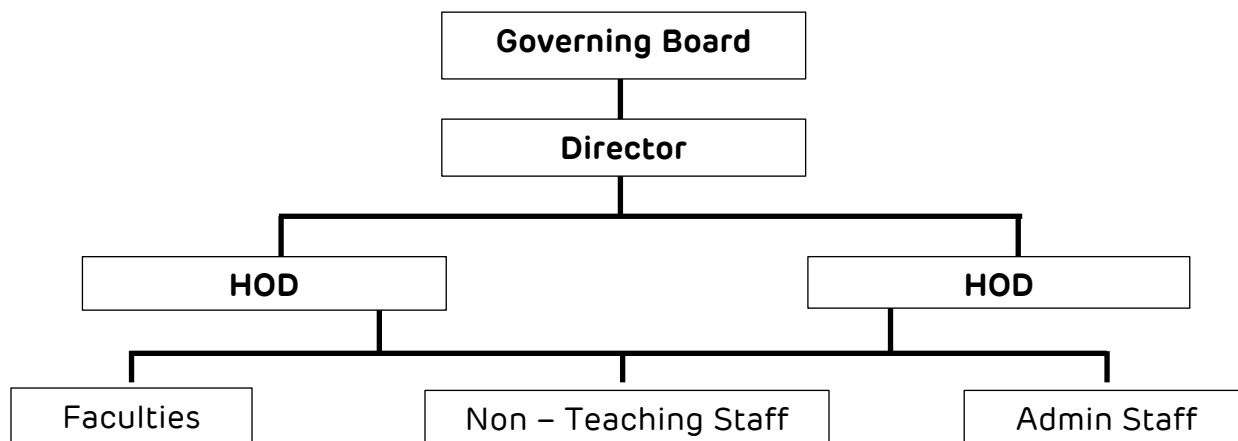 Governing Board
Director
HOD
HOD
Faculties
Non – Teaching Staff
Admin Staff